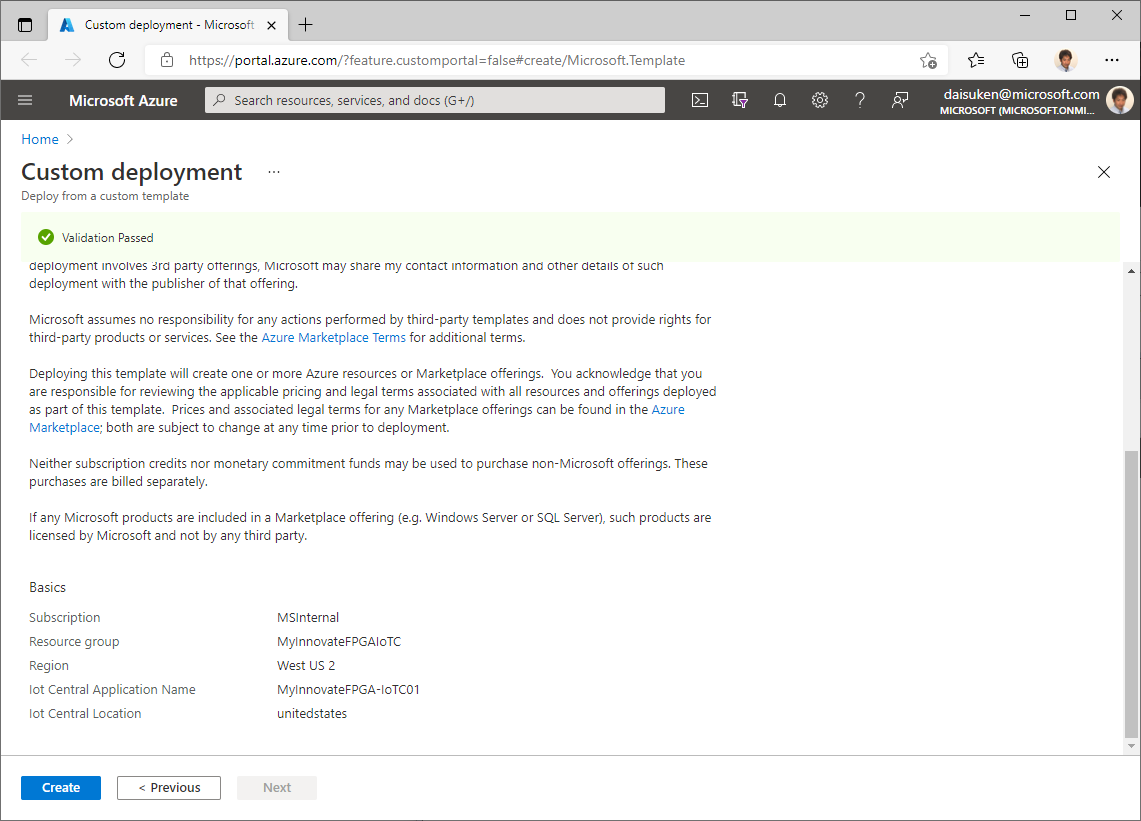 Custom deployment - Microsoft
https://portal.azure.com/?feature.customportal=false#create/Microsoft.Template
Microsoft Azure
Search resources, services, and docs (G+/)
daisuken@microsoft.com
MICROSOFT (MICROSOFT.ONMI...
Home >
Custom deployment ...
Deploy from a custom template
Validation Passed
deployment involves 3rd party offerings, Microsoft may share my contact information and other details of such
deployment with the publisher of that offering.
Microsoft assumes no responsibility for any actions performed by third-party templates and does not provide rights for
third-party products or services. See the Azure Marketplace Terms for additional terms.
Deploying this template will create one or more Azure resources or Marketplace offerings.  You acknowledge that you
are responsible for reviewing the applicable pricing and legal terms associated with all resources and offerings deployed
as part of this template.  Prices and associated legal terms for any Marketplace offerings can be found in the Azure
Marketplace; both are subject to change at any time prior to deployment.
Neither subscription credits nor monetary commitment funds may be used to purchase non-Microsoft offerings. These
purchases are billed separately.
If any Microsoft products are included in a Marketplace offering (e.g. Windows Server or SQL Server), such products are
licensed by Microsoft and not by any third party.
Basics
Subscription MSInternal
Resource group MyInnovateFPGAIoTC
Region West US 2
Iot Central Application Name MyInnovateFPGA-IoTC01
Iot Central Location unitedstates
Create < Previous Next